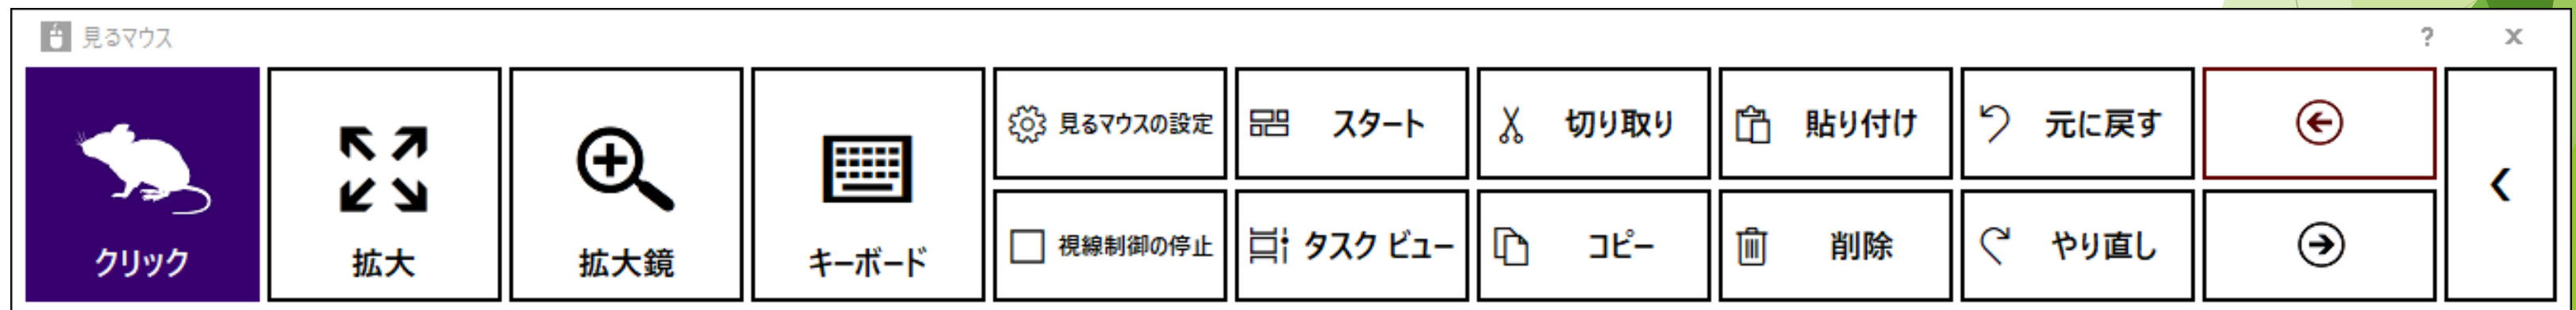 見るマウス
?
×
クリック
拡大
拡大鏡
キーボード
見るマウスの設定
スタート
切り取り
貼り付け
元に戻す
視線制御の停止
タスク ビュー
コピー
削除
やり直し